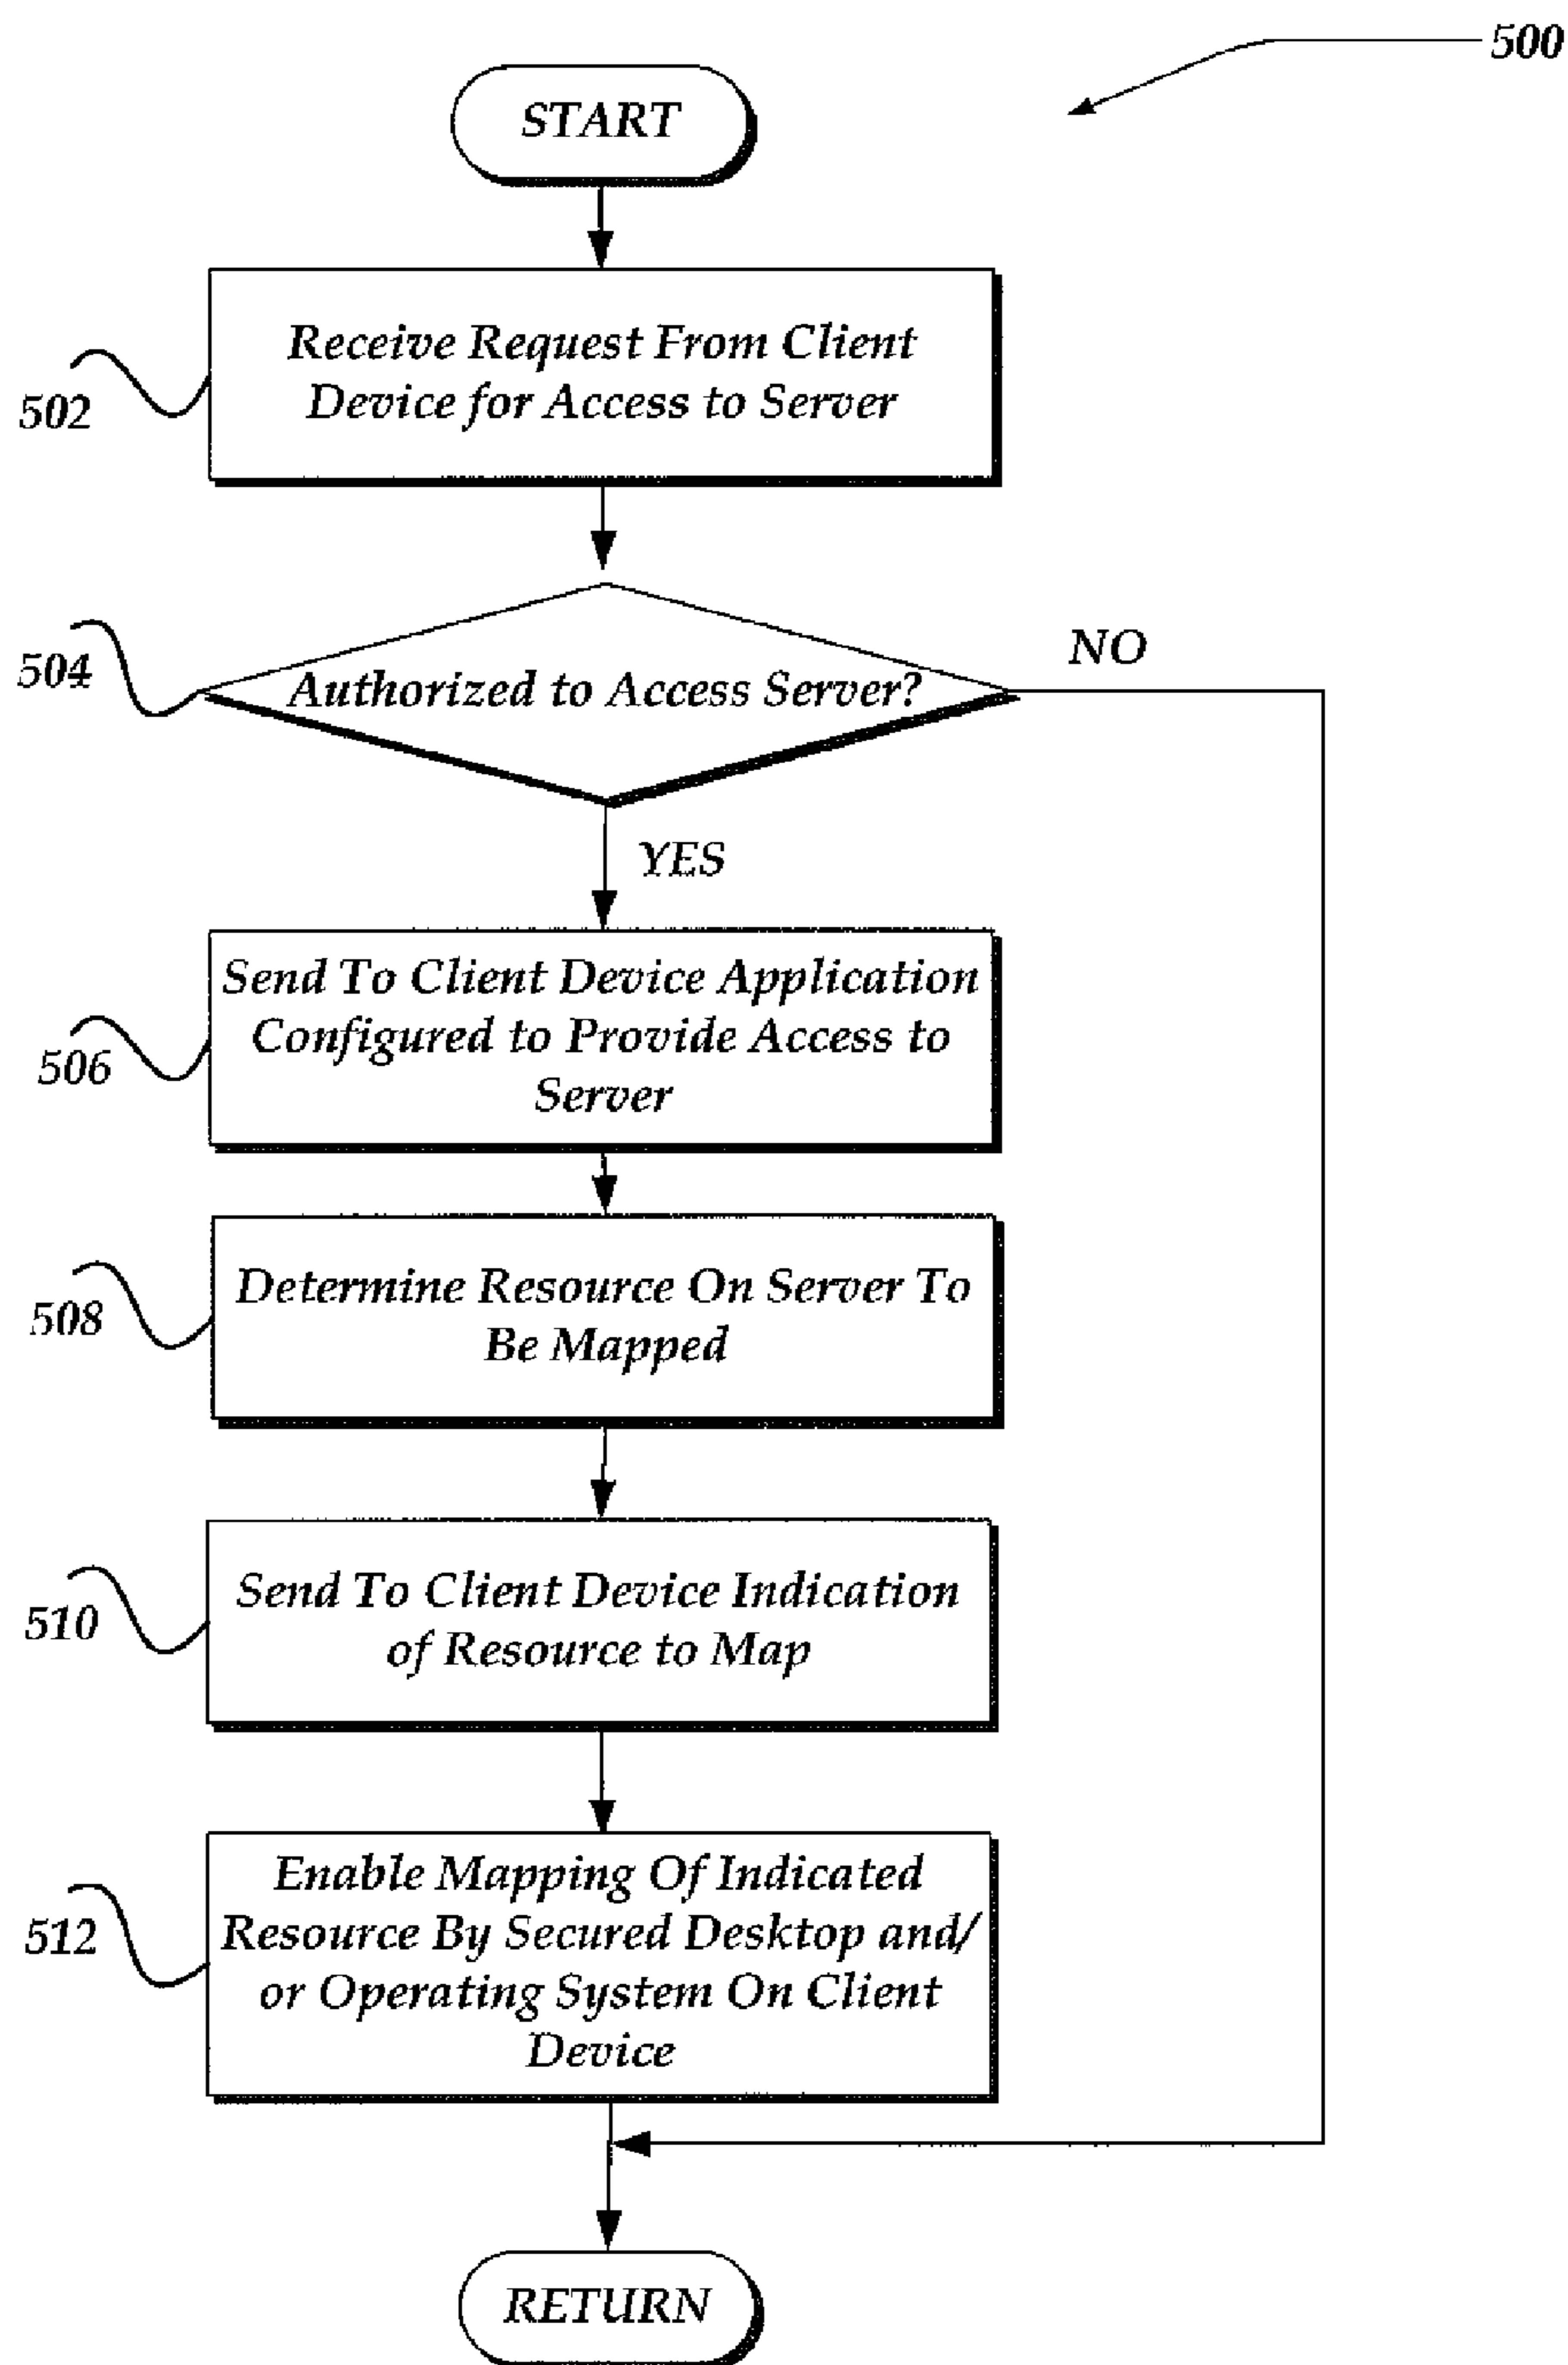 500
START
Receive Request From Client
Device for Access to Server
502
NO
504
Authorized to Access Server?
YES
Send To Client Device Application
Configured to Provide Access to
Server
506
Determine Resource On Server To
Be Mapped
508
Send To Client Device Indication
of Resource to Map
510
Enable Mapping Of Indicated
Resource By Secured Desktop and/
or Operating System On Client
Device
512
RETURN